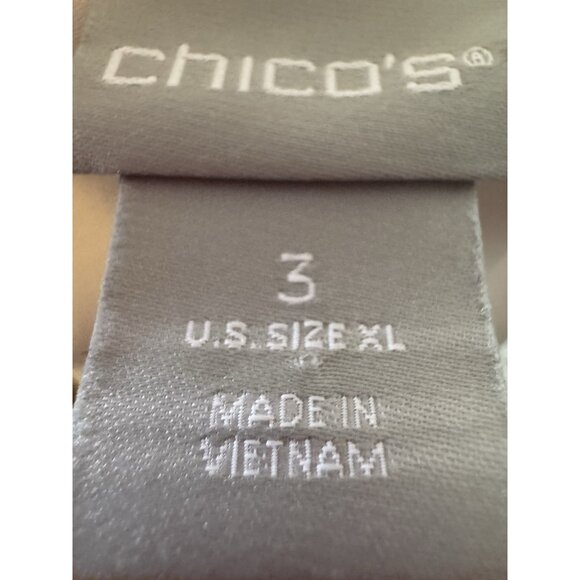 chico's®
3
U.S. SIZE XL
MADE IN
VIETNAM